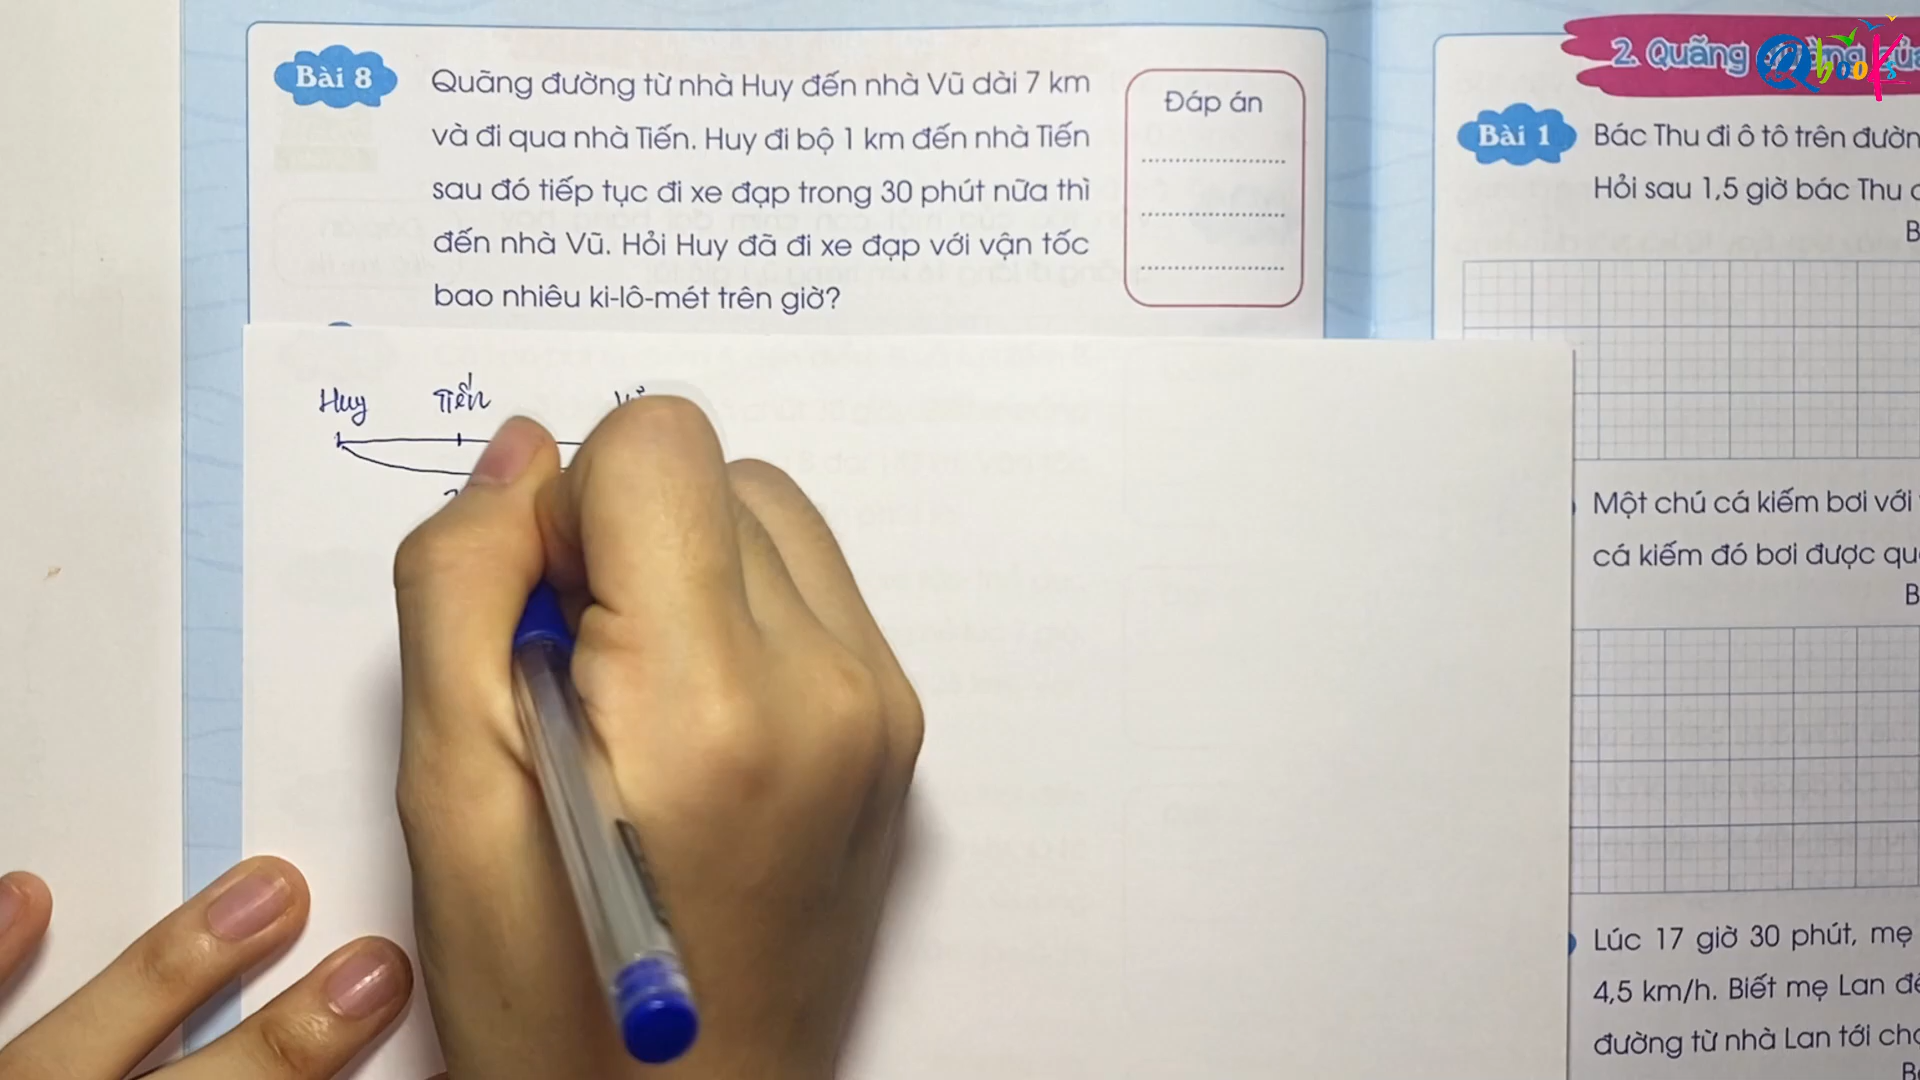 Bài 8
Quãng đường từ nhà Huy đến nhà Vũ dài 7 km
và đi qua nhà Tiến. Huy đi bộ 1 km đến nhà Tiến
sau đó tiếp tục đi xe đạp trong 30 phút nữa thì
đến nhà Vũ. Hỏi Huy đã đi xe đạp với vận tốc
bao nhiêu ki-lô-mét trên giờ?
Đáp án
Huy Tiến
2. Quãng
Qbooks
Bài 1
Bác Thu đi ô tô trên đườn
Hỏi sau 1,5 giờ bác Thu
B
Một chú cá kiếm bơi với
cá kiếm đó bơi được qu
B
Lúc 17 giờ 30 phút, mẹ
4,5 km/h. Biết mẹ Lan
đường từ nhà Lan tới
B